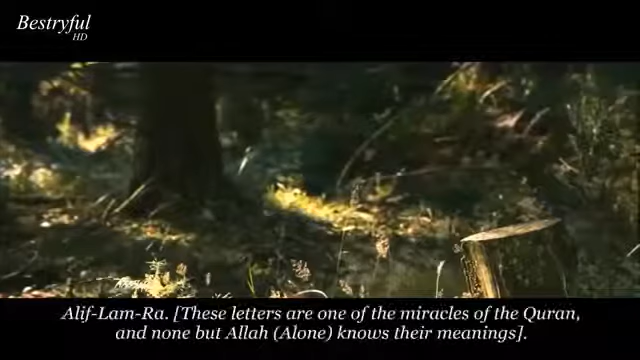 Bestryful
HD
Alif-Lam-Ra. [These letters are one of the miracles of the Quran,
and none but Allah (Alone) knows their meanings].